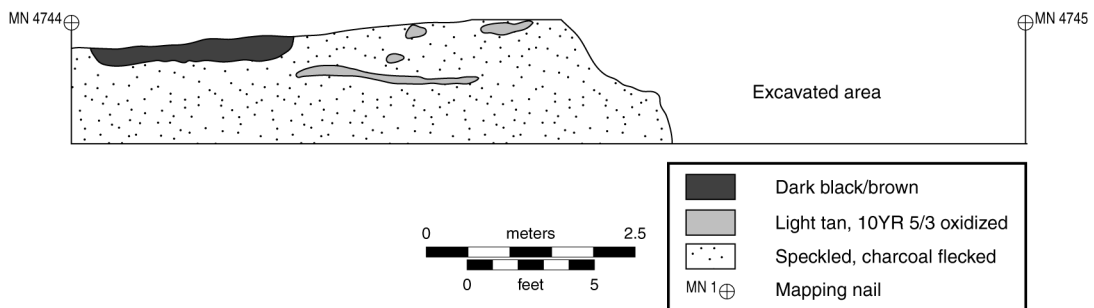 MN 4744
MN 4745
Excavated area
Dark black/brown
Light tan, 10YR 5/3 oxidized
Speckled, charcoal flecked
MN 1 Mapping nail
0 meters 2.5
0 feet 5